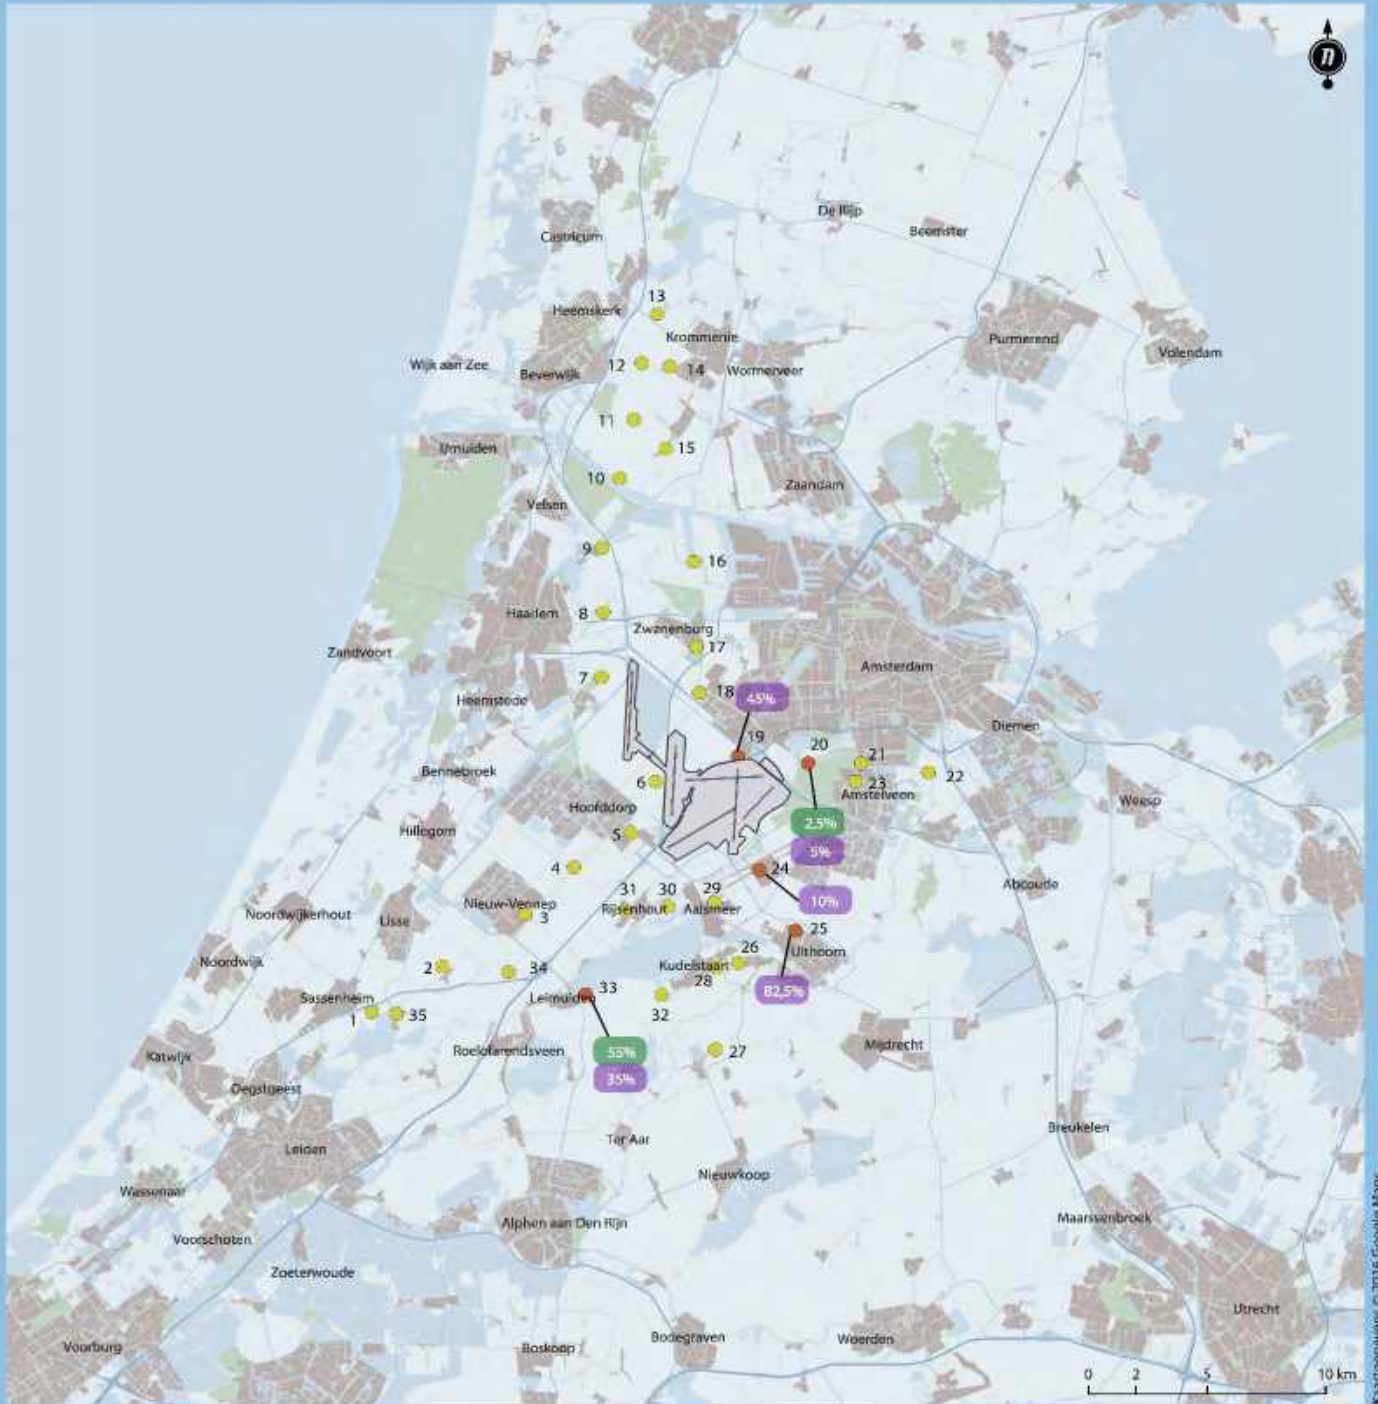 n
De Rijp
Beemster
Castricum
13
Heemskerk
Krommenie
Purmerend
Volendam
Wijk aan Zee
12
14
Wormerveer
Beverwijk
11
IJmuiden
15
10
Zaandam
Velsen
9
16
Haarlem
8
Zwanenburg
17
Zandvoort
Amsterdam
7
18
45%
Heemstede
Diemen
19
20
21
22
Bennebroek
6
23
Amstelveen
Weesp
Hoofddorp
2,5%
Hillegom
5
5%
4
24
Abcoude
31
30
29
10%
Nieuw-Vennep
Rijsenhout
Aalsmeer
Noordwijkerhout
Lisse
3
25
26
Uithoorn
Noordwijk
2
34
Kudelstaart
28
82,5%
33
Sassenheim
Leimuiden
1
35
32
Katwijk
Roelofarendsveen
27
Mijdrecht
55%
35%
Oegstgeest
Breukelen
Ter Aar
Leiden
Nieuwkoop
Wassenaar
Maarssenbroek
Alphen aan Den Rijn
Voorschoten
Zoeterwoude
Utrecht
Bodegraven
Woerden
Voorburg
Boskoop
0 2 5 10 km
Kaartgegevens © 2016 Google Maps